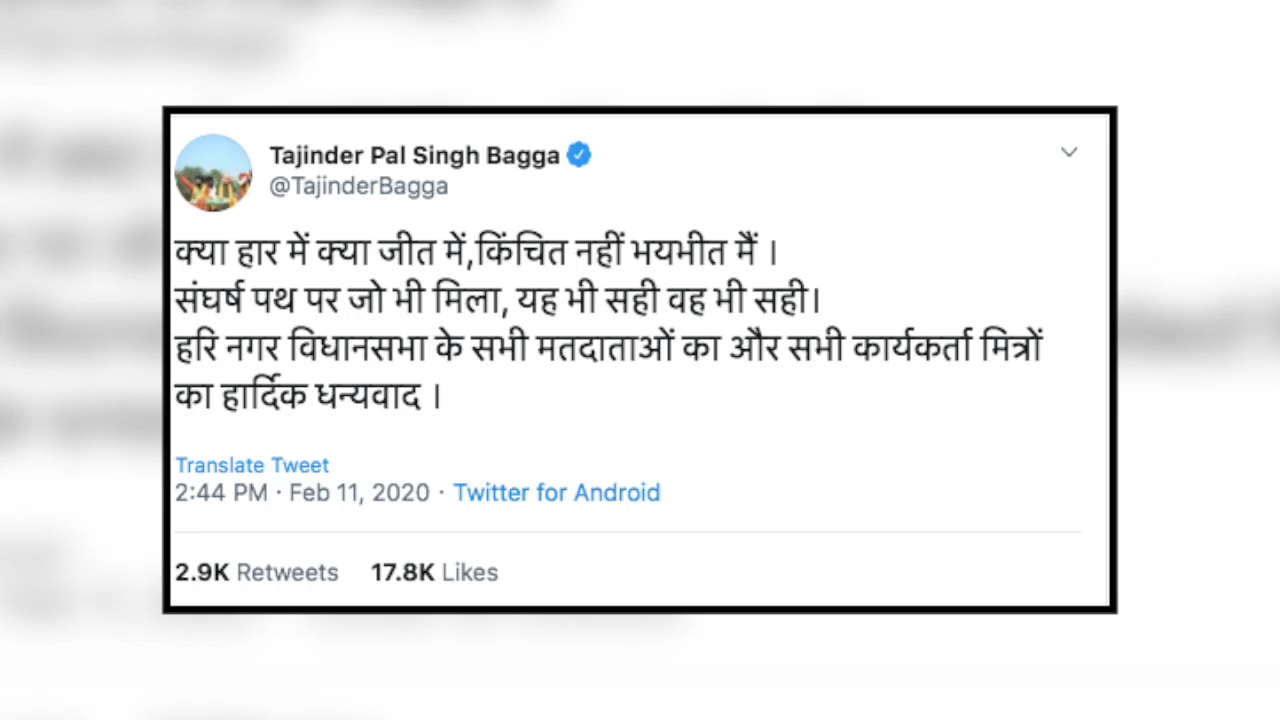 Tajinder Pal Singh Bagga
@TajinderBagga
क्या हार में क्या जीत में,किंचित नहीं भयभीत मैं ।
संघर्ष पथ पर जो भी मिला, यह भी सही वह भी सही।
हरि नगर विधानसभा के सभी मतदाताओं का और सभी कार्यकर्ता मित्रों
का हार्दिक धन्यवाद ।
Translate Tweet
2:44 PM · Feb 11, 2020 · Twitter for Android
2.9K Retweets 17.8K Likes